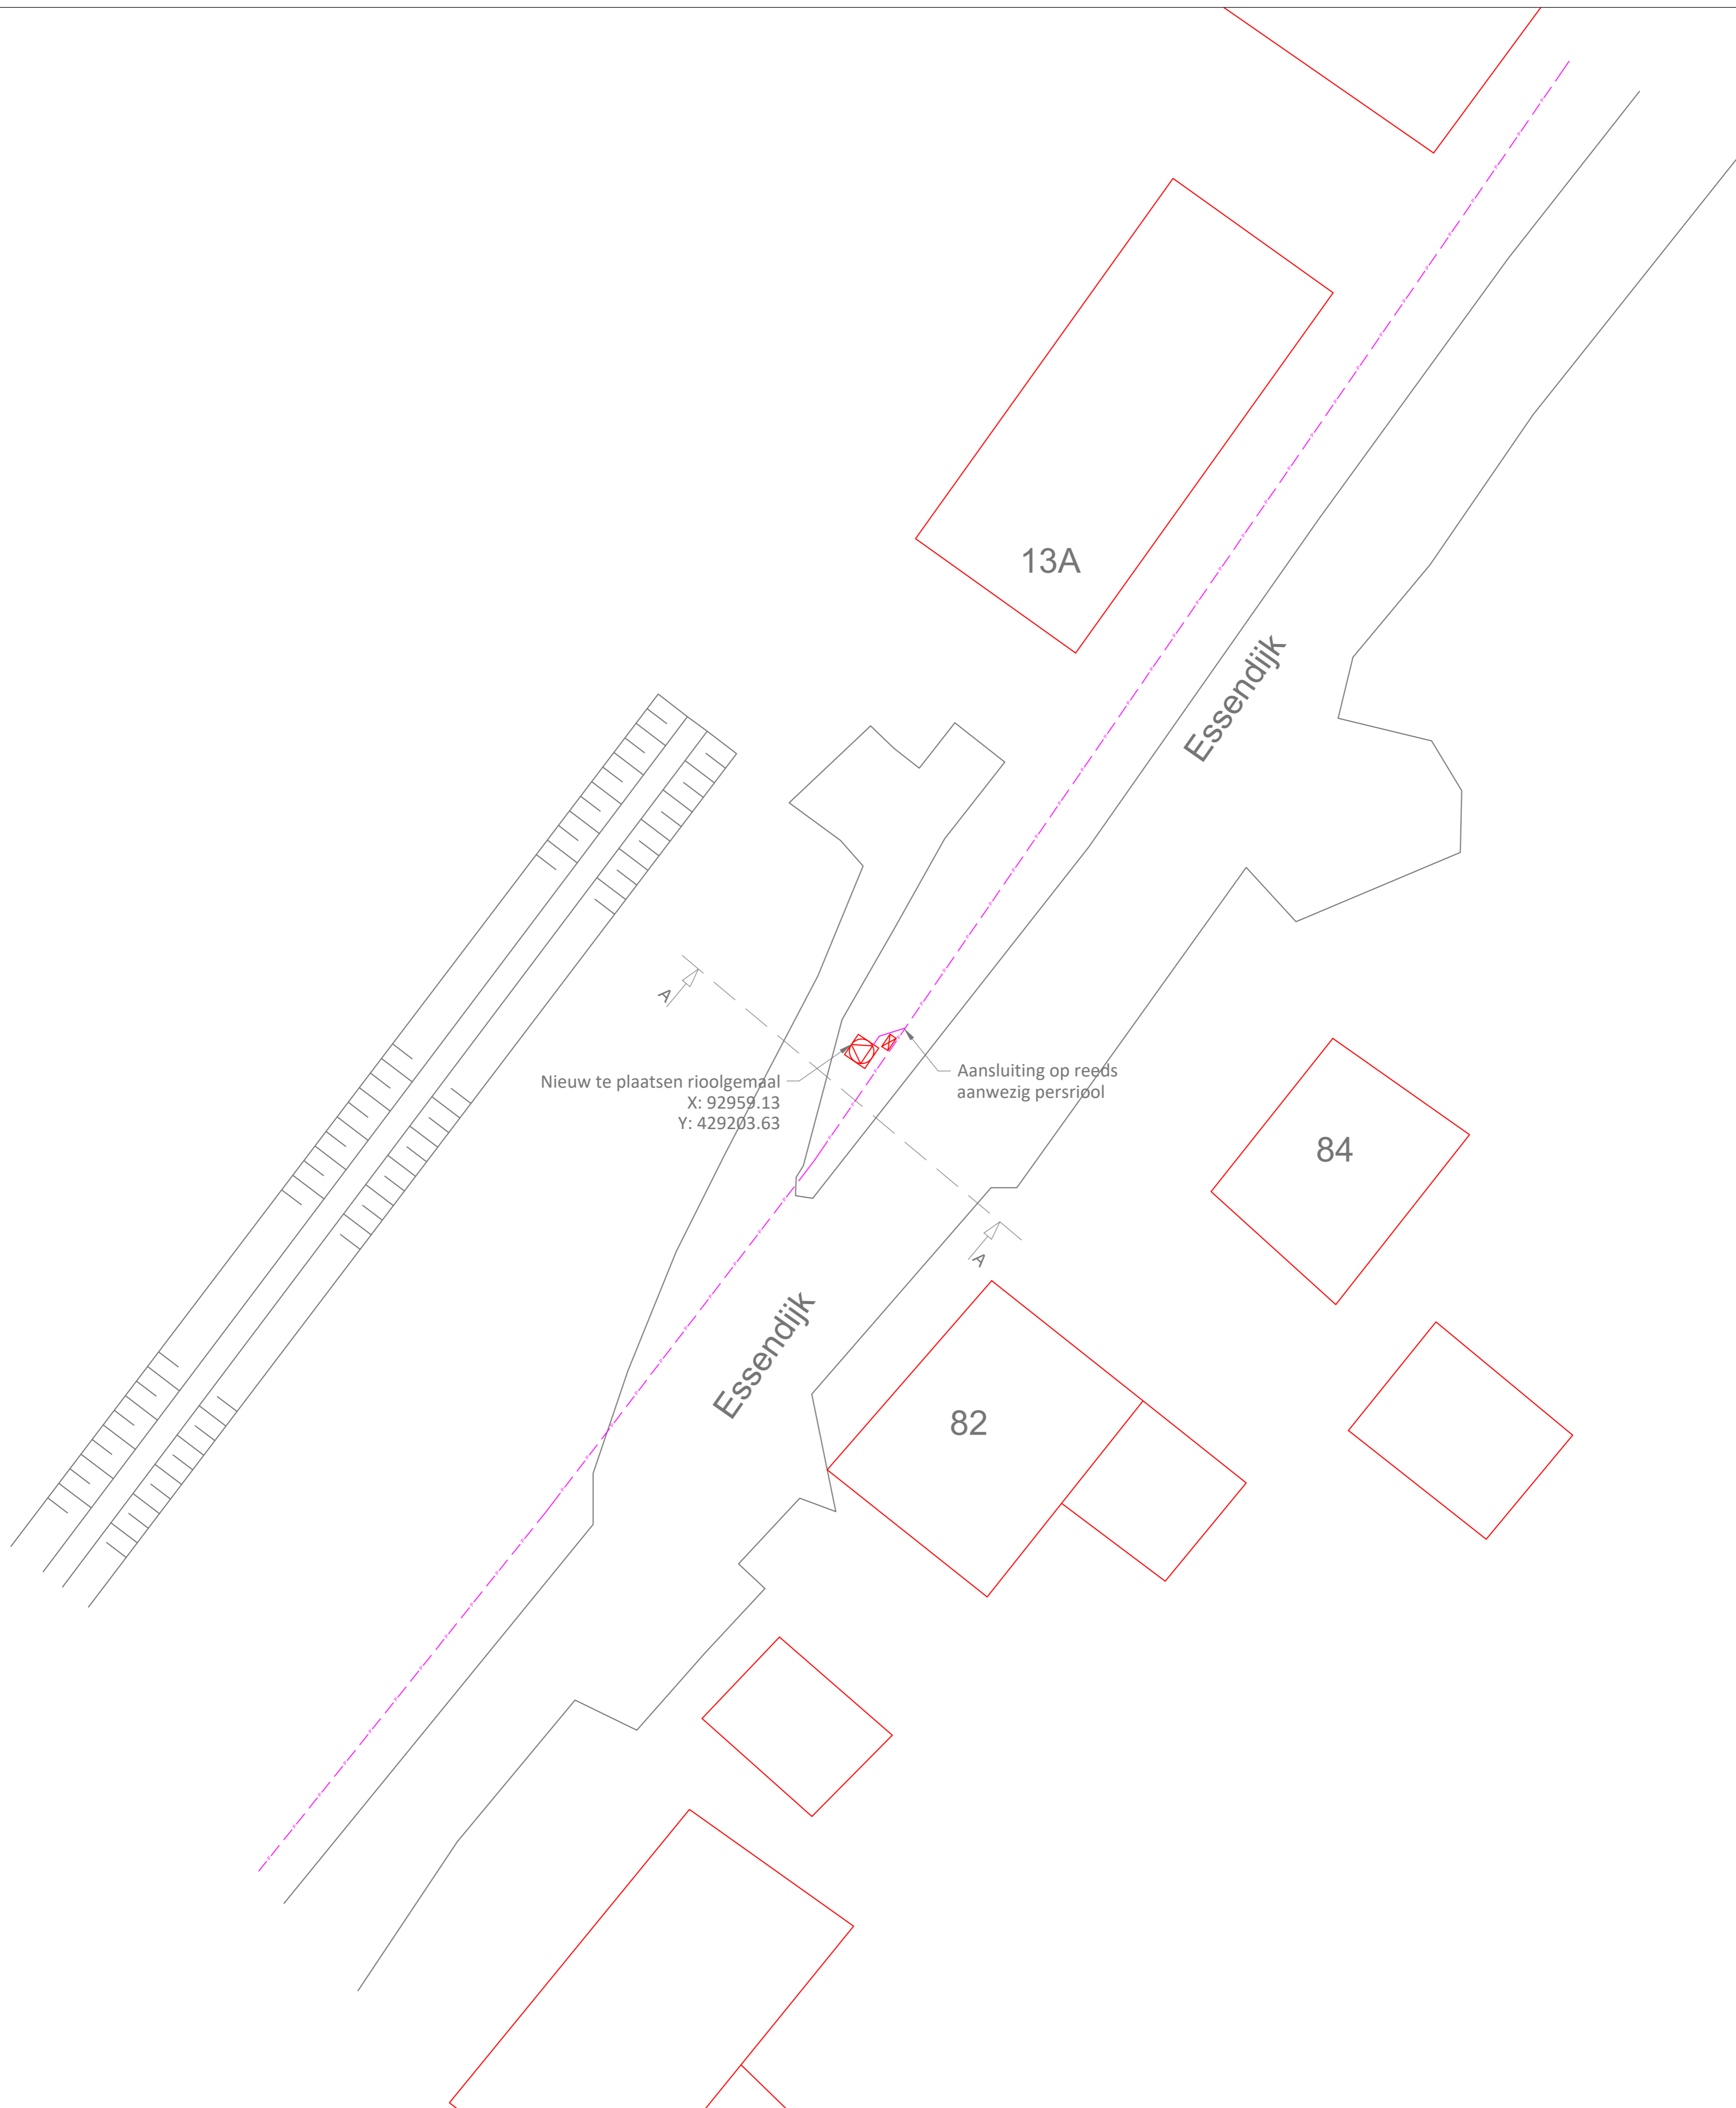 13A
Essendijk
A
Nieuw te plaatsen rioolgemaal
X: 92959.13
Y: 429203.63
Aansluiting op reeds
aanwezig persriool
84
A
Essendijk
82